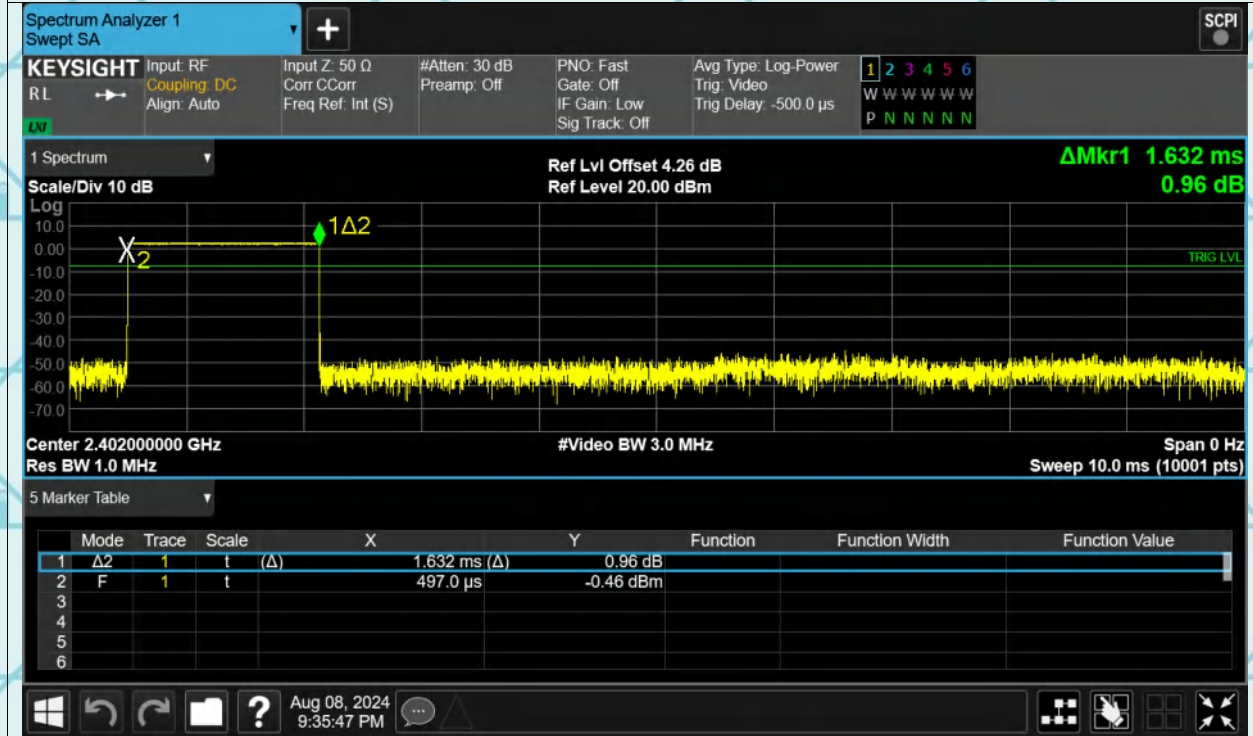 Spectrum Analyzer 1
Swept SA
+
SCPI
KEYSIGHT
RL
LXI
Input: RF
Coupling: DC
Align: Auto
Input Z: 50 Ω
Corr CCorr
Freq Ref: Int (S)
#Atten: 30 dB
Preamp: Off
PNO: Fast
Gate: Off
IF Gain: Low
Sig Track: Off
Avg Type: Log-Power
Trig: Video
Trig Delay: -500.0 µs
1 2 3 4 5 6
W W W W W W
P N N N N N
1 Spectrum
Scale/Div 10 dB
Ref Lvl Offset 4.26 dB
Ref Level 20.00 dBm
ΔMkr1 1.632 ms
0.96 dB
Log
10.0
0.00
-10.0
-20.0
-30.0
-40.0
-50.0
-60.0
-70.0
1Δ2
X2
TRIG LVL
Center 2.402000000 GHz
Res BW 1.0 MHz
#Video BW 3.0 MHz
Span 0 Hz
Sweep 10.0 ms (10001 pts)
5 Marker Table
Mode Trace Scale X Y Function Function Width Function Value
1 Δ2 1 t (Δ) 1.632 ms (Δ) 0.96 dB
2 F 1 t 497.0 µs -0.46 dBm
3
4
5
6
?
Aug 08, 2024
9:35:47 PM